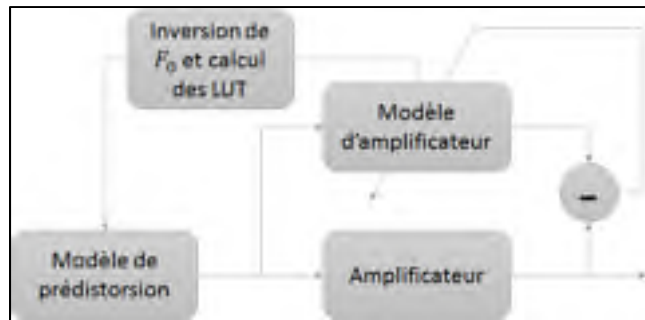 Inversion de
F₀ et calcul
des LUT
Modèle
d'amplificateur
−
Modèle de
prédistorsion
Amplificateur